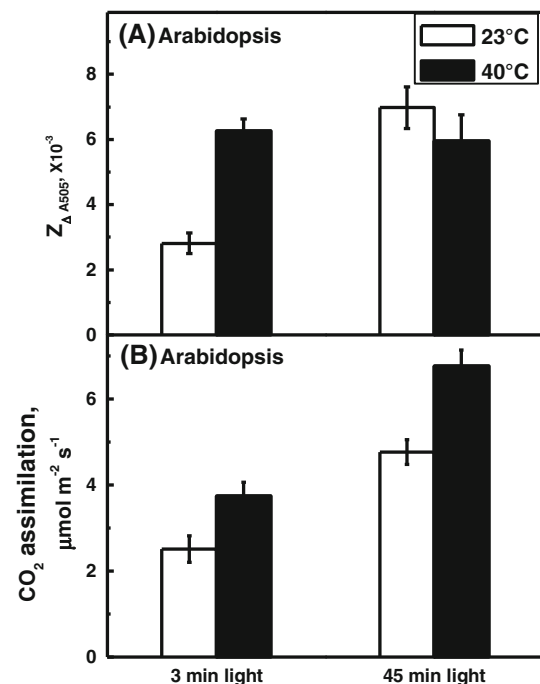 (A) Arabidopsis
23°C
40°C
8
6
4
2
0
Z Δ A505, X10-3
(B) Arabidopsis
6
4
2
0
CO2 assimilation,
μmol m-2 s-1
3 min light
45 min light